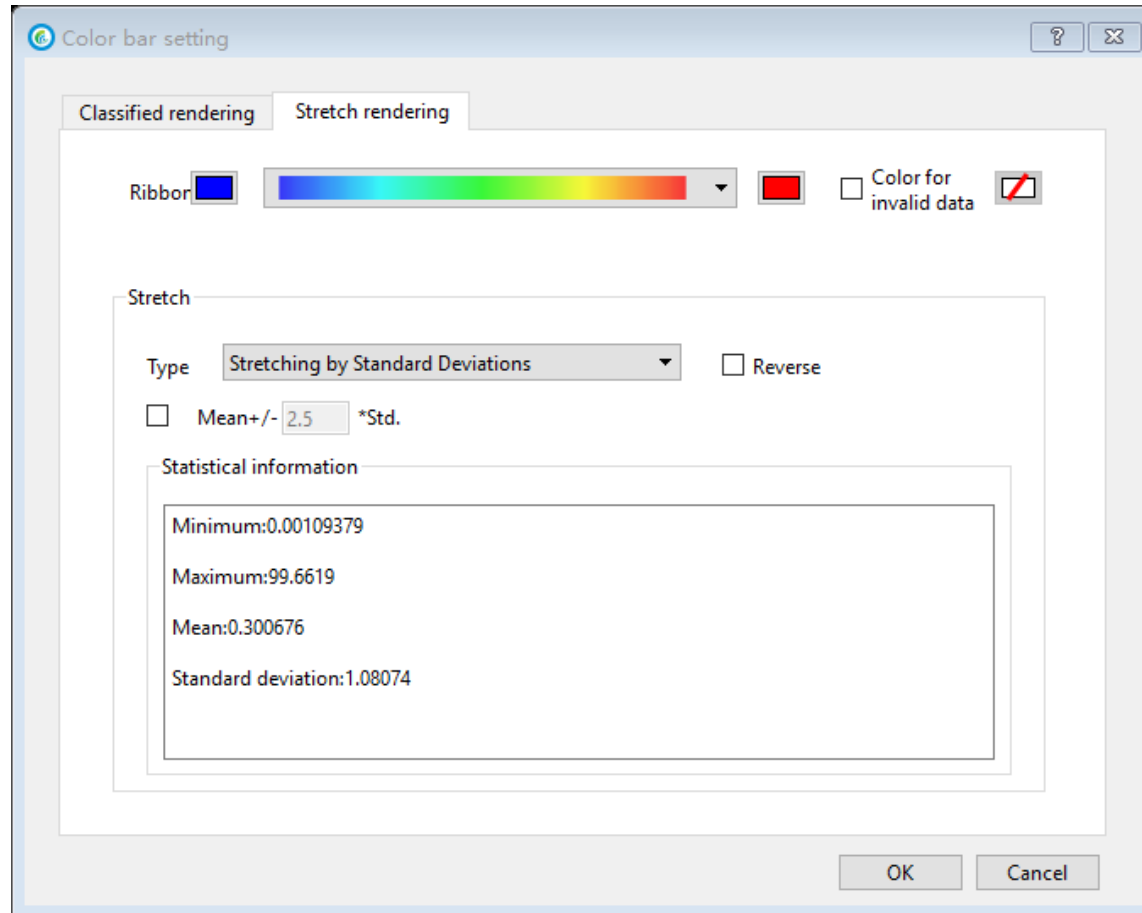 Color bar setting
Classified rendering
Stretch rendering
Ribbon
Color for
invalid data
Stretch
Type
Stretching by Standard Deviations
Reverse
Mean+/- 2.5 *Std.
Statistical information
Minimum:0.00109379
Maximum:99.6619
Mean:0.300676
Standard deviation:1.08074
OK
Cancel